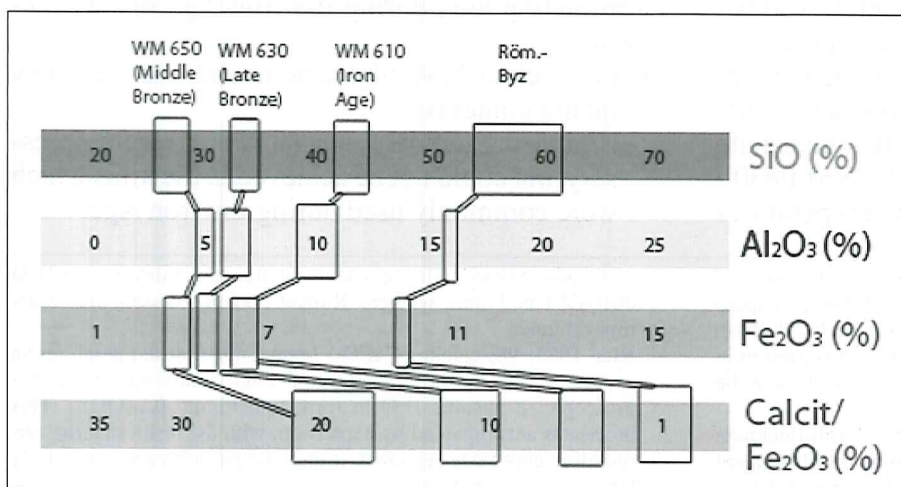 WM 650 WM 630 WM 610 Röm.-
(Middle (Late (Iron Byz
Bronze) Bronze) Age)
20 30 40 50 60 70 SiO (%)
0 5 10 15 20 25 Al₂O₃ (%)
1 7 11 15 Fe₂O₃ (%)
35 30 20 10 1 Calcit/
Fe₂O₃ (%)